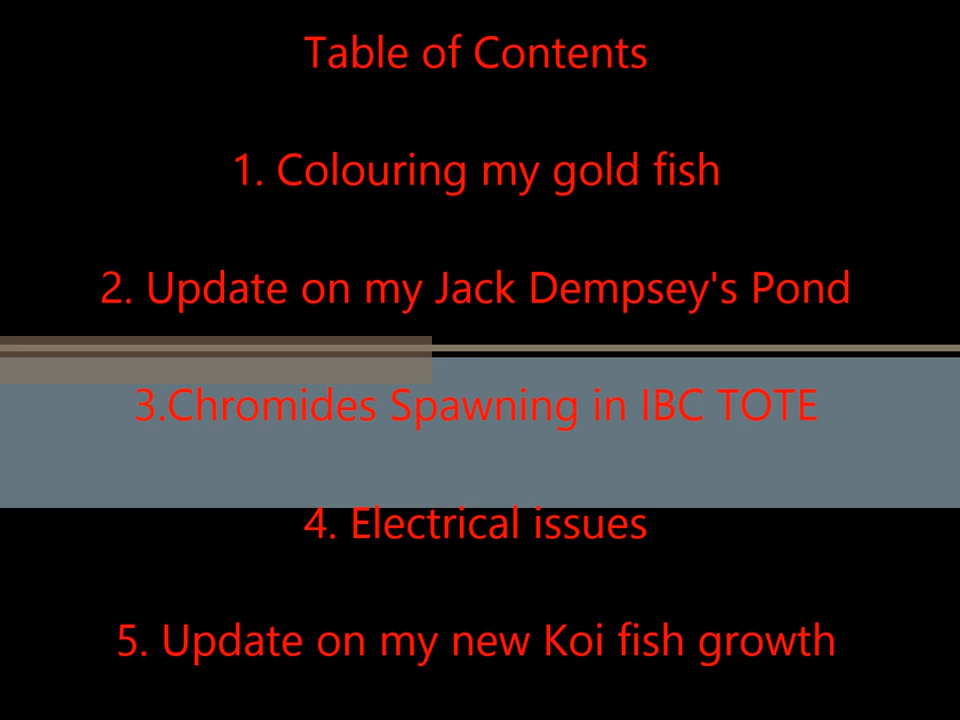 Table of Contents
1. Colouring my gold fish
2. Update on my Jack Dempsey's Pond
3.Chromides Spawning in IBC TOTE
4. Electrical issues
5. Update on my new Koi fish growth